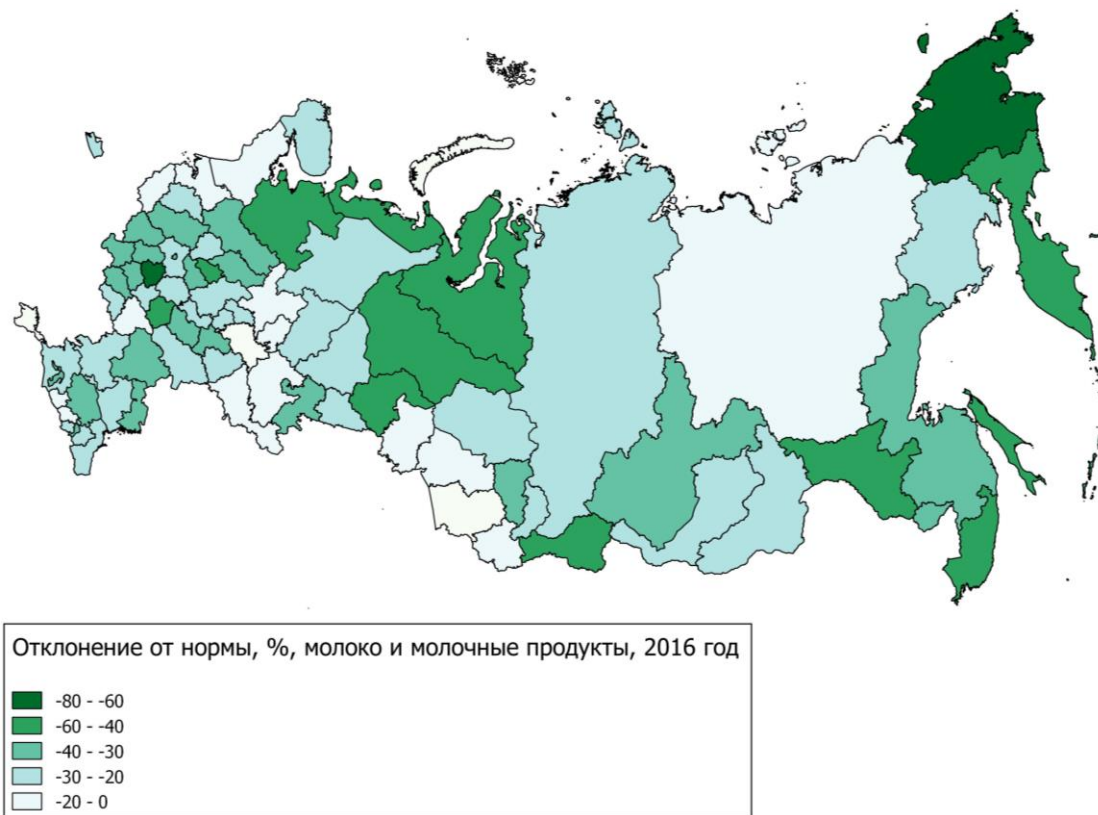 Отклонение от нормы, %, молоко и молочные продукты, 2016 год
-80 - -60
-60 - -40
-40 - -30
-30 - -20
-20 - 0